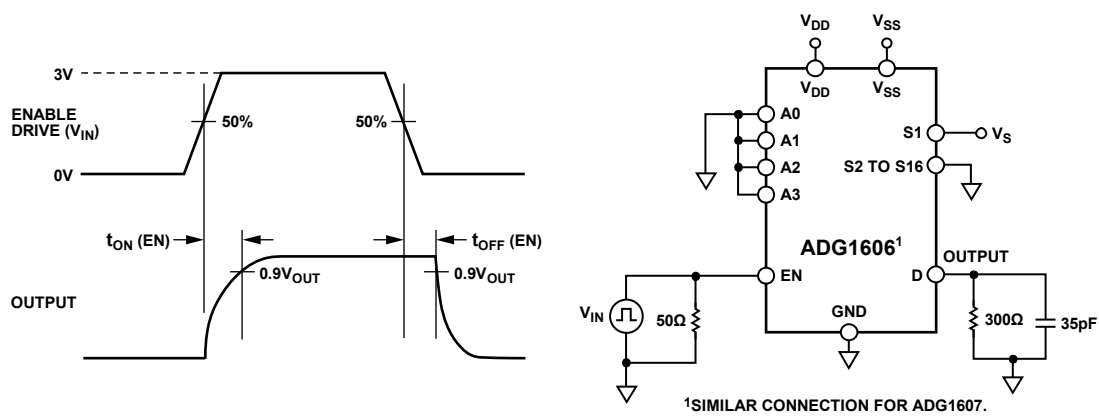 3V
ENABLE
DRIVE (VIN)
50%
50%
0V
tON (EN)
tOFF (EN)
0.9VOUT
0.9VOUT
OUTPUT
VDD
VSS
VDD
VSS
A0
A1
A2
A3
S1
VS
S2 TO S16
ADG1606¹
OUTPUT
EN
D
VIN
50Ω
GND
300Ω
35pF
¹SIMILAR CONNECTION FOR ADG1607.